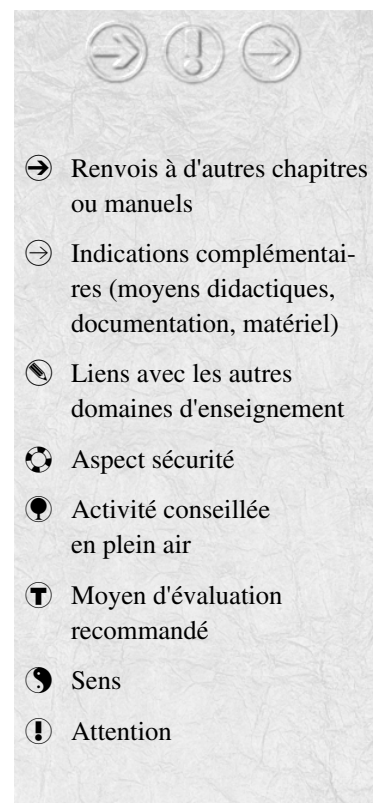 Renvois à d'autres chapitres
ou manuels
Indications complémentai-
res (moyens didactiques,
documentation, matériel)
Liens avec les autres
domaines d'enseignement
Aspect sécurité
Activité conseillée
en plein air
T Moyen d'évaluation
recommandé
Sens
! Attention